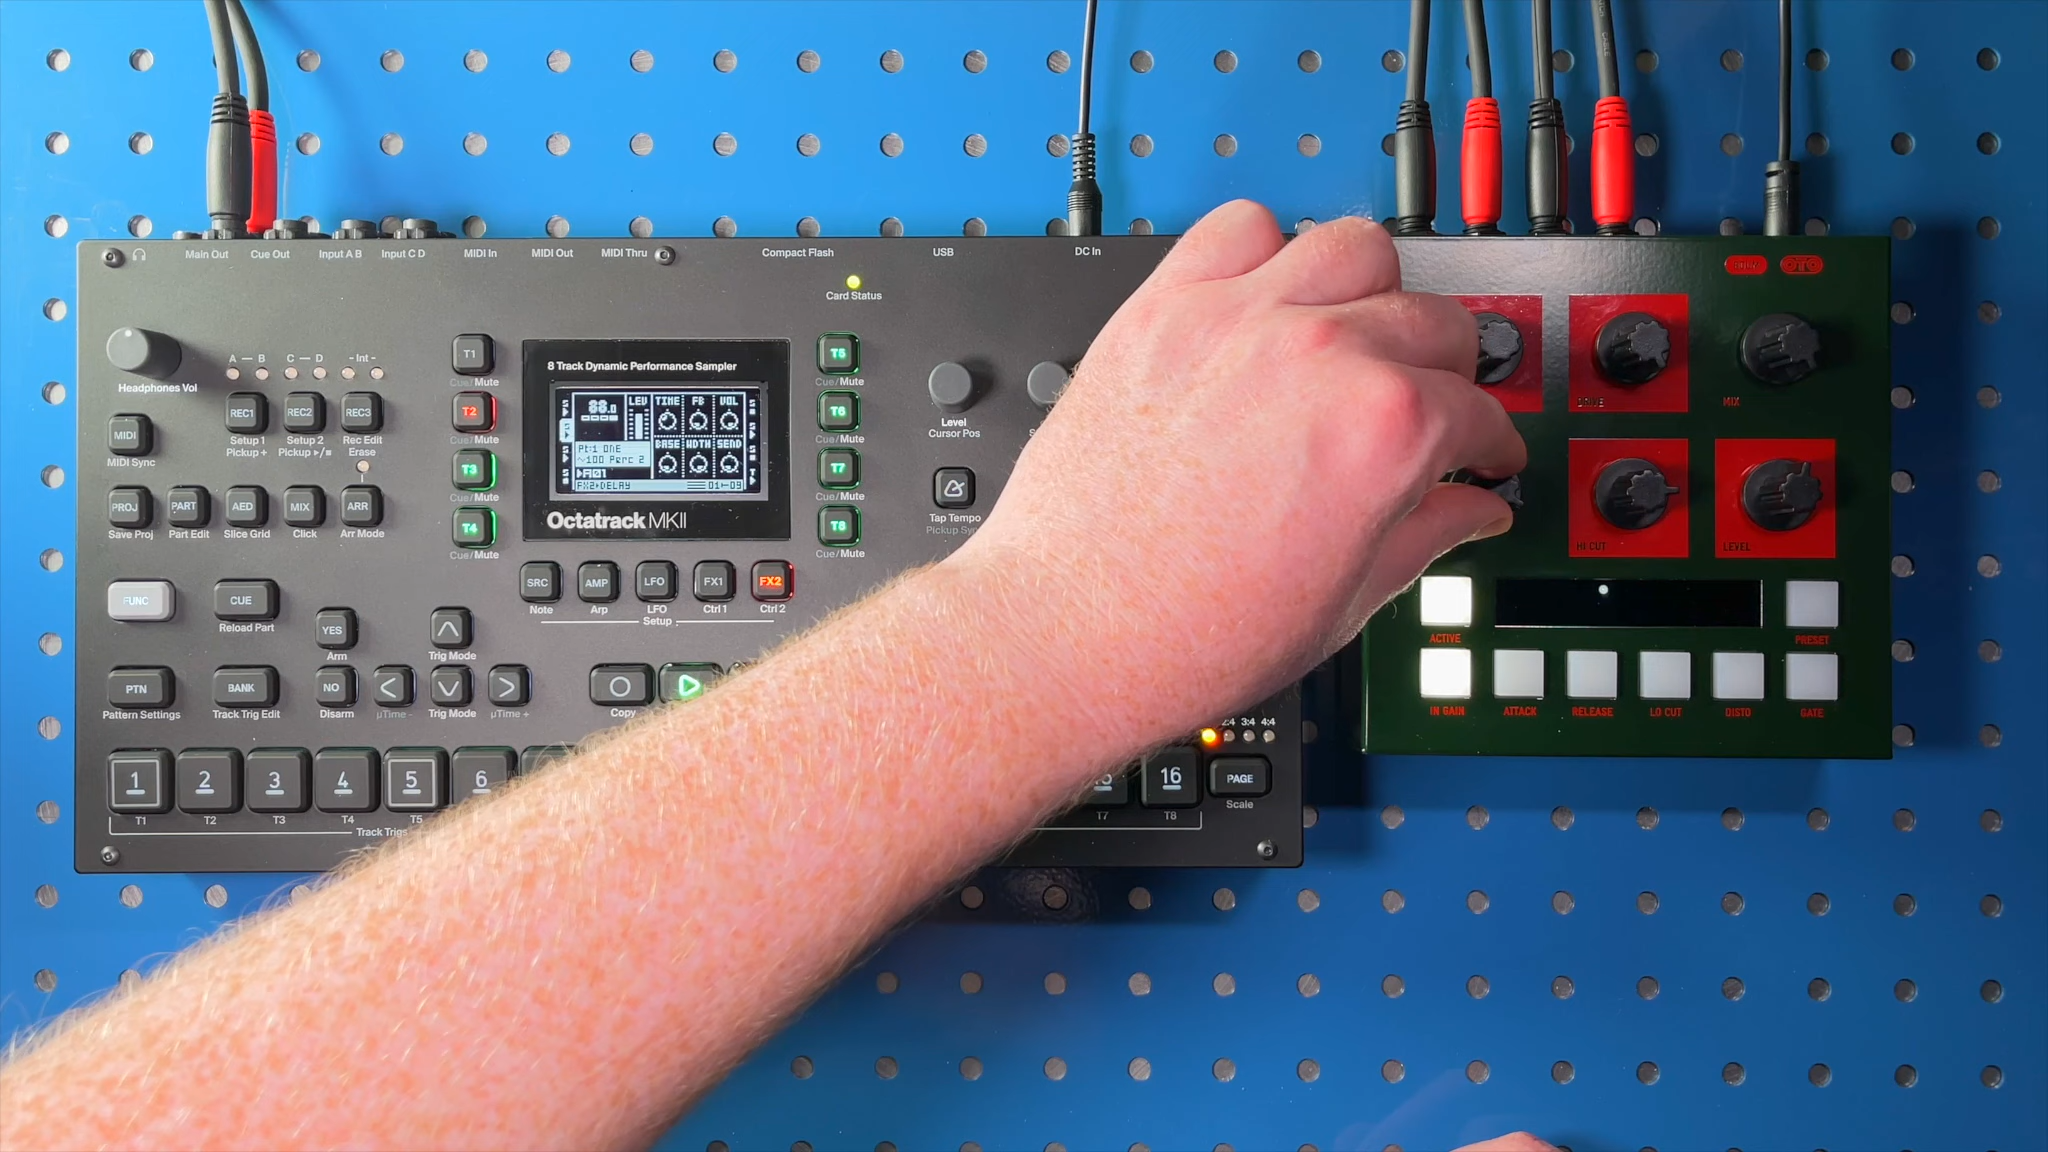 Main Out
Cue Out
Input A B
Input C D
MIDI In
MIDI Out
MIDI Thru
Compact Flash
USB
DC In
Card Status
Headphones Vol
A — B
C — D
- Int -
REC1
REC2
REC3
Setup 1
Setup 2
Rec Edit
Pickup +
Pickup ▸/■
Erase
MIDI
MIDI Sync
PROJ
PART
AED
MIX
ARR
Save Proj
Part Edit
Slice Grid
Click
Arr Mode
FUNC
CUE
Reload Part
YES
Arm
Trig Mode
PTN
BANK
NO
Pattern Settings
Track Trig Edit
Disarm
µTime -
Trig Mode
µTime +
T1
Cue/Mute
T2
Cue/Mute
T3
Cue/Mute
T4
Cue/Mute
8 Track Dynamic Performance Sampler
LEV
TIME
FB
VOL
BASE
WDTH
SEND
Pt:1 ONE
~100 Perc 2
A01
FX2▸DELAY
Octatrack MKII
T5
Cue/Mute
T6
Cue/Mute
T7
Cue/Mute
T8
Cue/Mute
SRC
AMP
LFO
FX1
FX2
Note
Arp
LFO
Ctrl 1
Ctrl 2
Setup
Copy
Level
Cursor Pos
Tap Tempo
3:4
4:4
1
2
3
4
5
6
16
PAGE
Scale
T1
T2
T3
T4
T5
T7
T8
Track Trigs
DRIVE
MIX
HI CUT
LEVEL
ACTIVE
PRESET
IN GAIN
ATTACK
RELEASE
LO CUT
DISTO
GATE